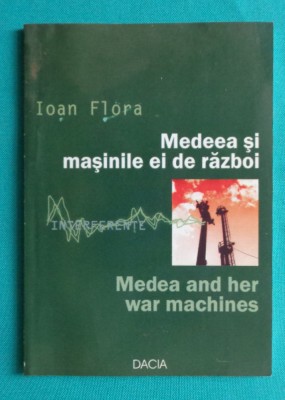 Ioan Flora
Medeea şi
maşinile ei de război
INTERFERENŢE
Medea and her
war machines
DACIA